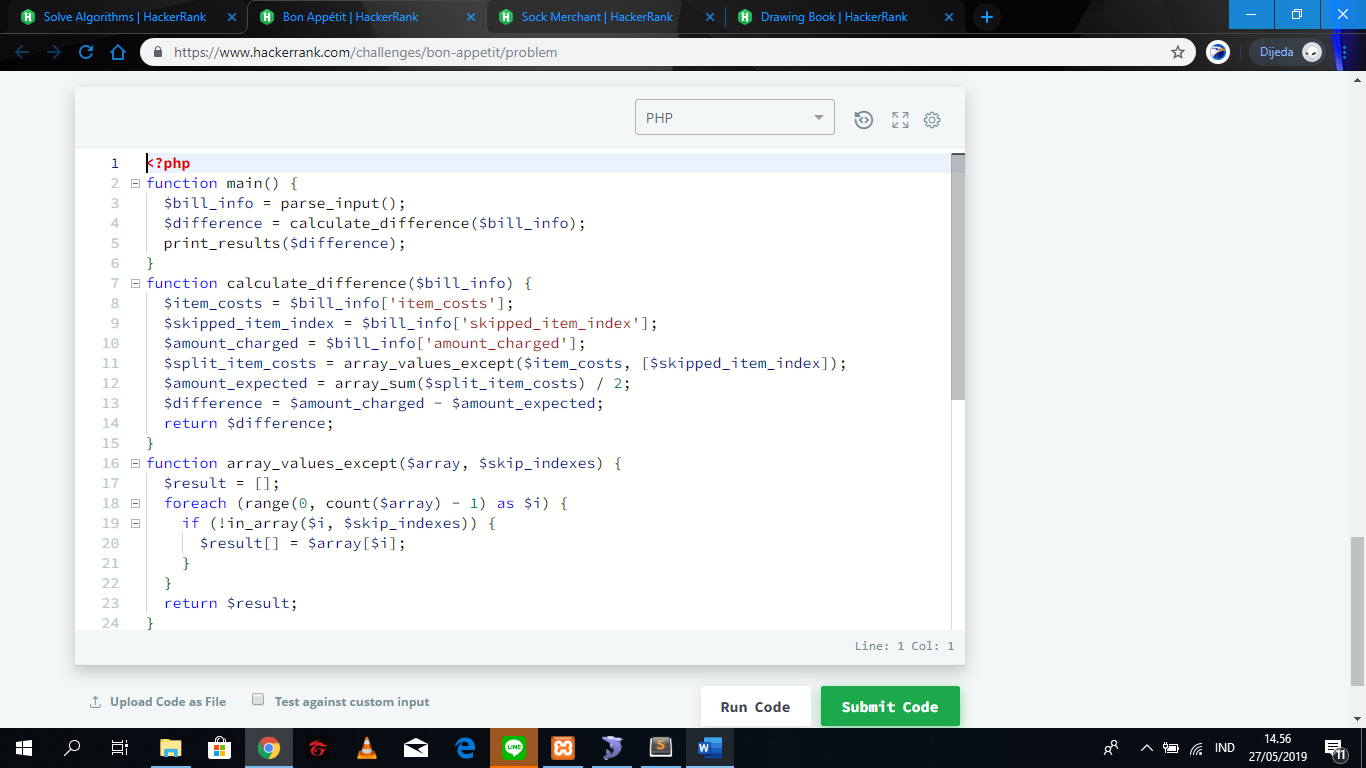 Solve Algorithms | HackerRank
Bon Appétit | HackerRank
Sock Merchant | HackerRank
Drawing Book | HackerRank
https://www.hackerrank.com/challenges/bon-appetit/problem
Dijeda
PHP
1 <?php
2 function main() {
3 $bill_info = parse_input();
4 $difference = calculate_difference($bill_info);
5 print_results($difference);
6 }
7 function calculate_difference($bill_info) {
8 $item_costs = $bill_info['item_costs'];
9 $skipped_item_index = $bill_info['skipped_item_index'];
10 $amount_charged = $bill_info['amount_charged'];
11 $split_item_costs = array_values_except($item_costs, [$skipped_item_index]);
12 $amount_expected = array_sum($split_item_costs) / 2;
13 $difference = $amount_charged - $amount_expected;
14 return $difference;
15 }
16 function array_values_except($array, $skip_indexes) {
17 $result = [];
18 foreach (range(0, count($array) - 1) as $i) {
19 if (!in_array($i, $skip_indexes)) {
20 $result[] = $array[$i];
21 }
22 }
23 return $result;
24 }
Line: 1 Col: 1
Upload Code as File
Test against custom input
Run Code
Submit Code
LINE
S
W
IND
14.56
27/05/2019
11